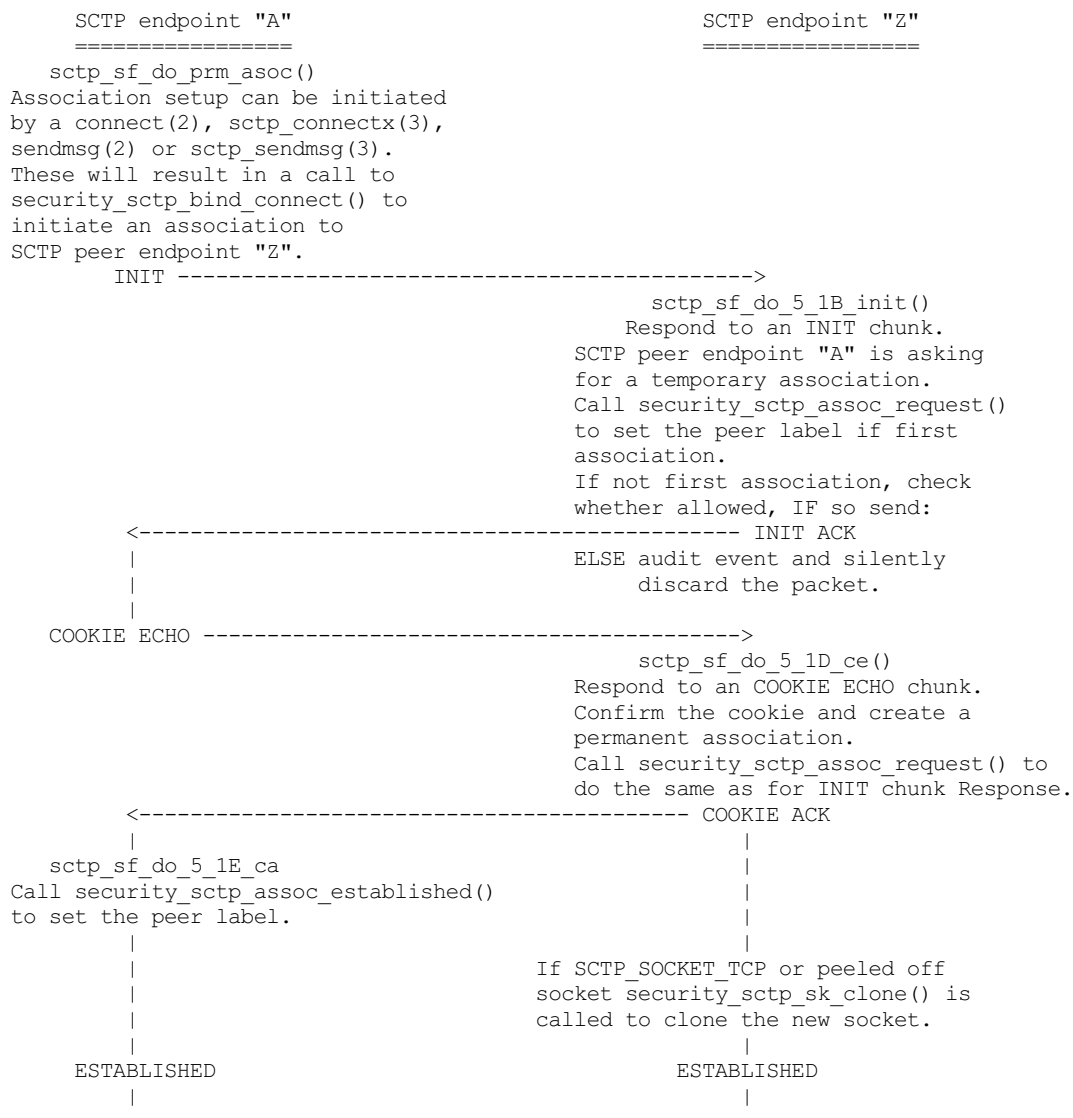 SCTP endpoint "A"                                SCTP endpoint "Z"
     =================                                =================
   sctp_sf_do_prm_asoc()
Association setup can be initiated
by a connect(2), sctp_connectx(3),
sendmsg(2) or sctp_sendmsg(3).
These will result in a call to
security_sctp_bind_connect() to
initiate an association to
SCTP peer endpoint "Z".
        INIT --------------------------------------------->
                                                  sctp_sf_do_5_1B_init()
                                                Respond to an INIT chunk.
                                            SCTP peer endpoint "A" is asking
                                            for a temporary association.
                                            Call security_sctp_assoc_request()
                                            to set the peer label if first
                                            association.
                                            If not first association, check
                                            whether allowed, IF so send:
         <----------------------------------------------- INIT ACK
         |                                  ELSE audit event and silently
         |                                       discard the packet.
         |
   COOKIE ECHO ------------------------------------------>
                                                 sctp_sf_do_5_1D_ce()
                                            Respond to an COOKIE ECHO chunk.
                                            Confirm the cookie and create a
                                            permanent association.
                                            Call security_sctp_assoc_request() to
                                            do the same as for INIT chunk Response.
         <------------------------------------------- COOKIE ACK
         |                                               |
   sctp_sf_do_5_1E_ca                                    |
Call security_sctp_assoc_established()                   |
to set the peer label.                                   |
         |                                               |
         |                               If SCTP_SOCKET_TCP or peeled off
         |                               socket security_sctp_sk_clone() is
         |                               called to clone the new socket.
         |                                               |
     ESTABLISHED                                    ESTABLISHED
         |                                               |